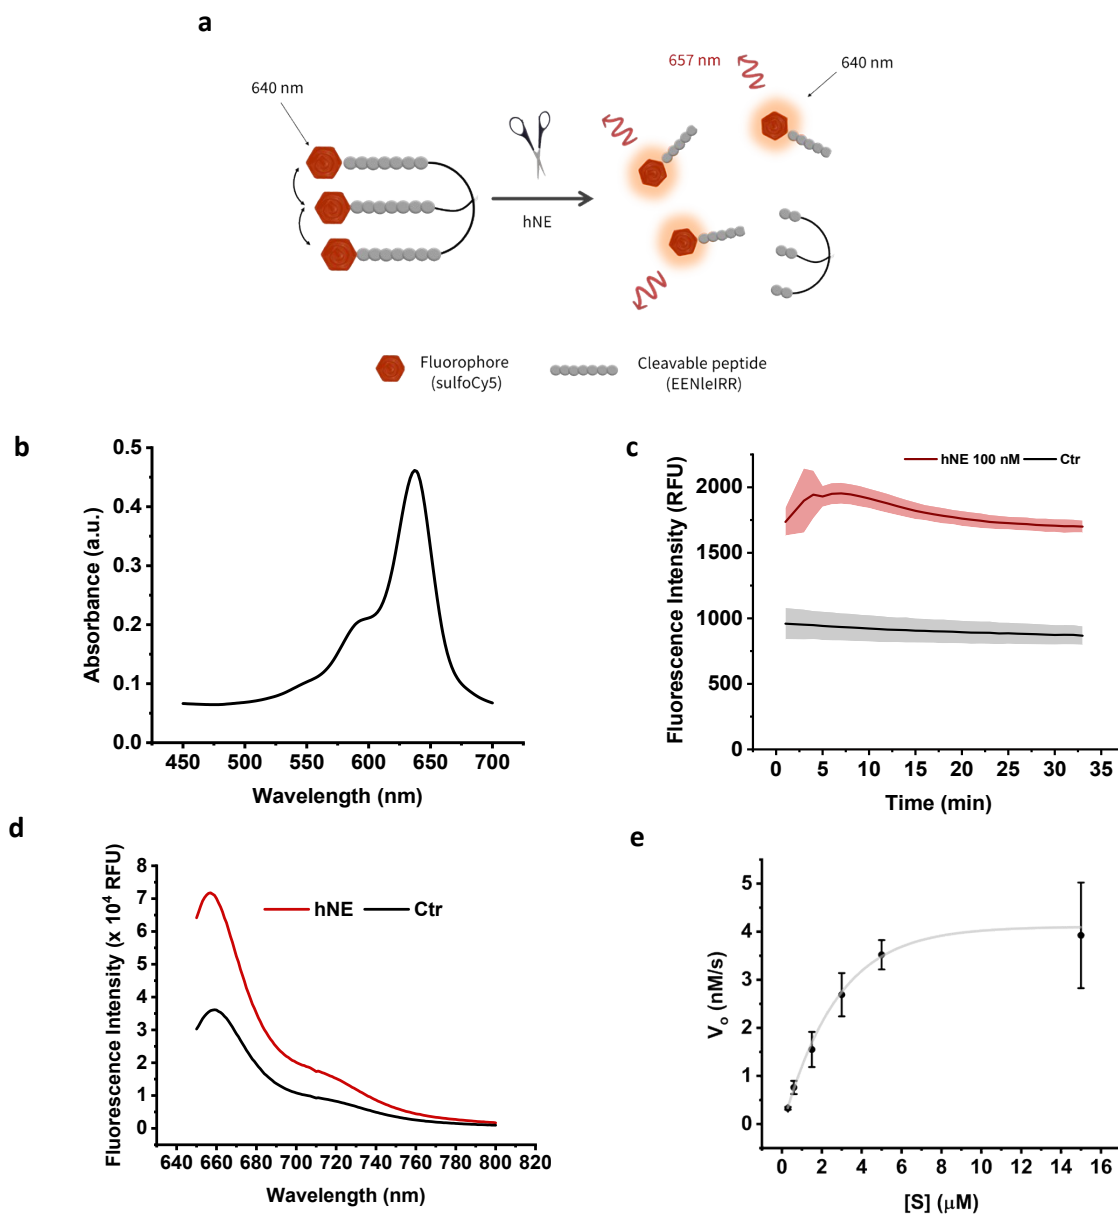 a
657 nm
640 nm
640 nm
hNE
Fluorophore
(sulfoCy5)
Cleavable peptide
(EENleIRR)
b
0.5
0.4
0.3
0.2
0.1
0.0
Absorbance (a.u.)
450 500 550 600 650 700
Wavelength (nm)
c
hNE 100 nM Ctr
2000
1500
1000
500
0
Fluorescence Intensity (RFU)
0 5 10 15 20 25 30 35
Time (min)
d
8
7
6
5
4
3
2
1
0
Fluorescence Intensity (x 10⁴ RFU)
hNE Ctr
640 660 680 700 720 740 760 780 800 820
Wavelength (nm)
e
5
4
3
2
1
0
Vo (nM/s)
0 2 4 6 8 10 12 14 16
[S] (μM)